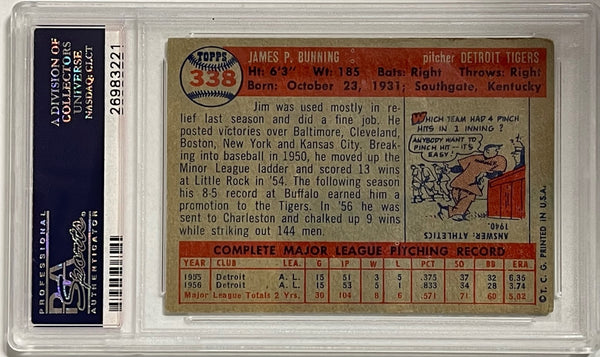 A DIVISION OF
COLLECTORS
UNIVERSE
NASDAQ: CLCT
26983221
PSA
Sports
PROFESSIONAL
AUTHENTICATOR
TOPPS
338
JAMES P. BUNNING pitcher DETROIT TIGERS
Ht: 6'3" Wt: 185 Bats: Right Throws: Right
Born: October 23, 1931; Southgate, Kentucky
Jim was used mostly in re-
lief last season and did a fine job. He
posted victories over Baltimore, Cleveland,
Boston, New York and Kansas City. Break-
ing into baseball in 1950, he moved up the
Minor League ladder and scored 13 wins
at Little Rock in '54. The following season
his 8-5 record at Buffalo earned him a
promotion to the Tigers. In '56 he was
sent to Charleston and chalked up 9 wins
while striking out 144 men.
WHICH TEAM HAD 4 PINCH
HITS IN 1 INNING?
ANYBODY WANT TO
PINCH HIT—IT'S
EASY!
ANSWER: ATHLETICS
1940
COMPLETE MAJOR LEAGUE PITCHING RECORD
YEAR CLUB LEA. G IP W L PCT. SO BB ERA
1955 Detroit A.L. 15 51 3 5 .375 37 32 6.35
1956 Detroit A.L. 15 53 5 1 .833 34 28 3.74
Major League Totals 2 Yrs. 30 104 8 6 .571 71 60 5.02
© T. C. G. PRINTED IN U.S.A.